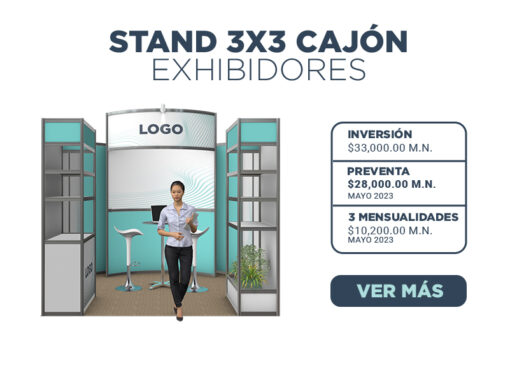 STAND 3X3 CAJÓN
EXHIBIDORES
LOGO
LOGO
INVERSIÓN
$33,000.00 M.N.
PREVENTA
$28,000.00 M.N.
MAYO 2023
3 MENSUALIDADES
$10,200.00 M.N.
MAYO 2023
VER MÁS